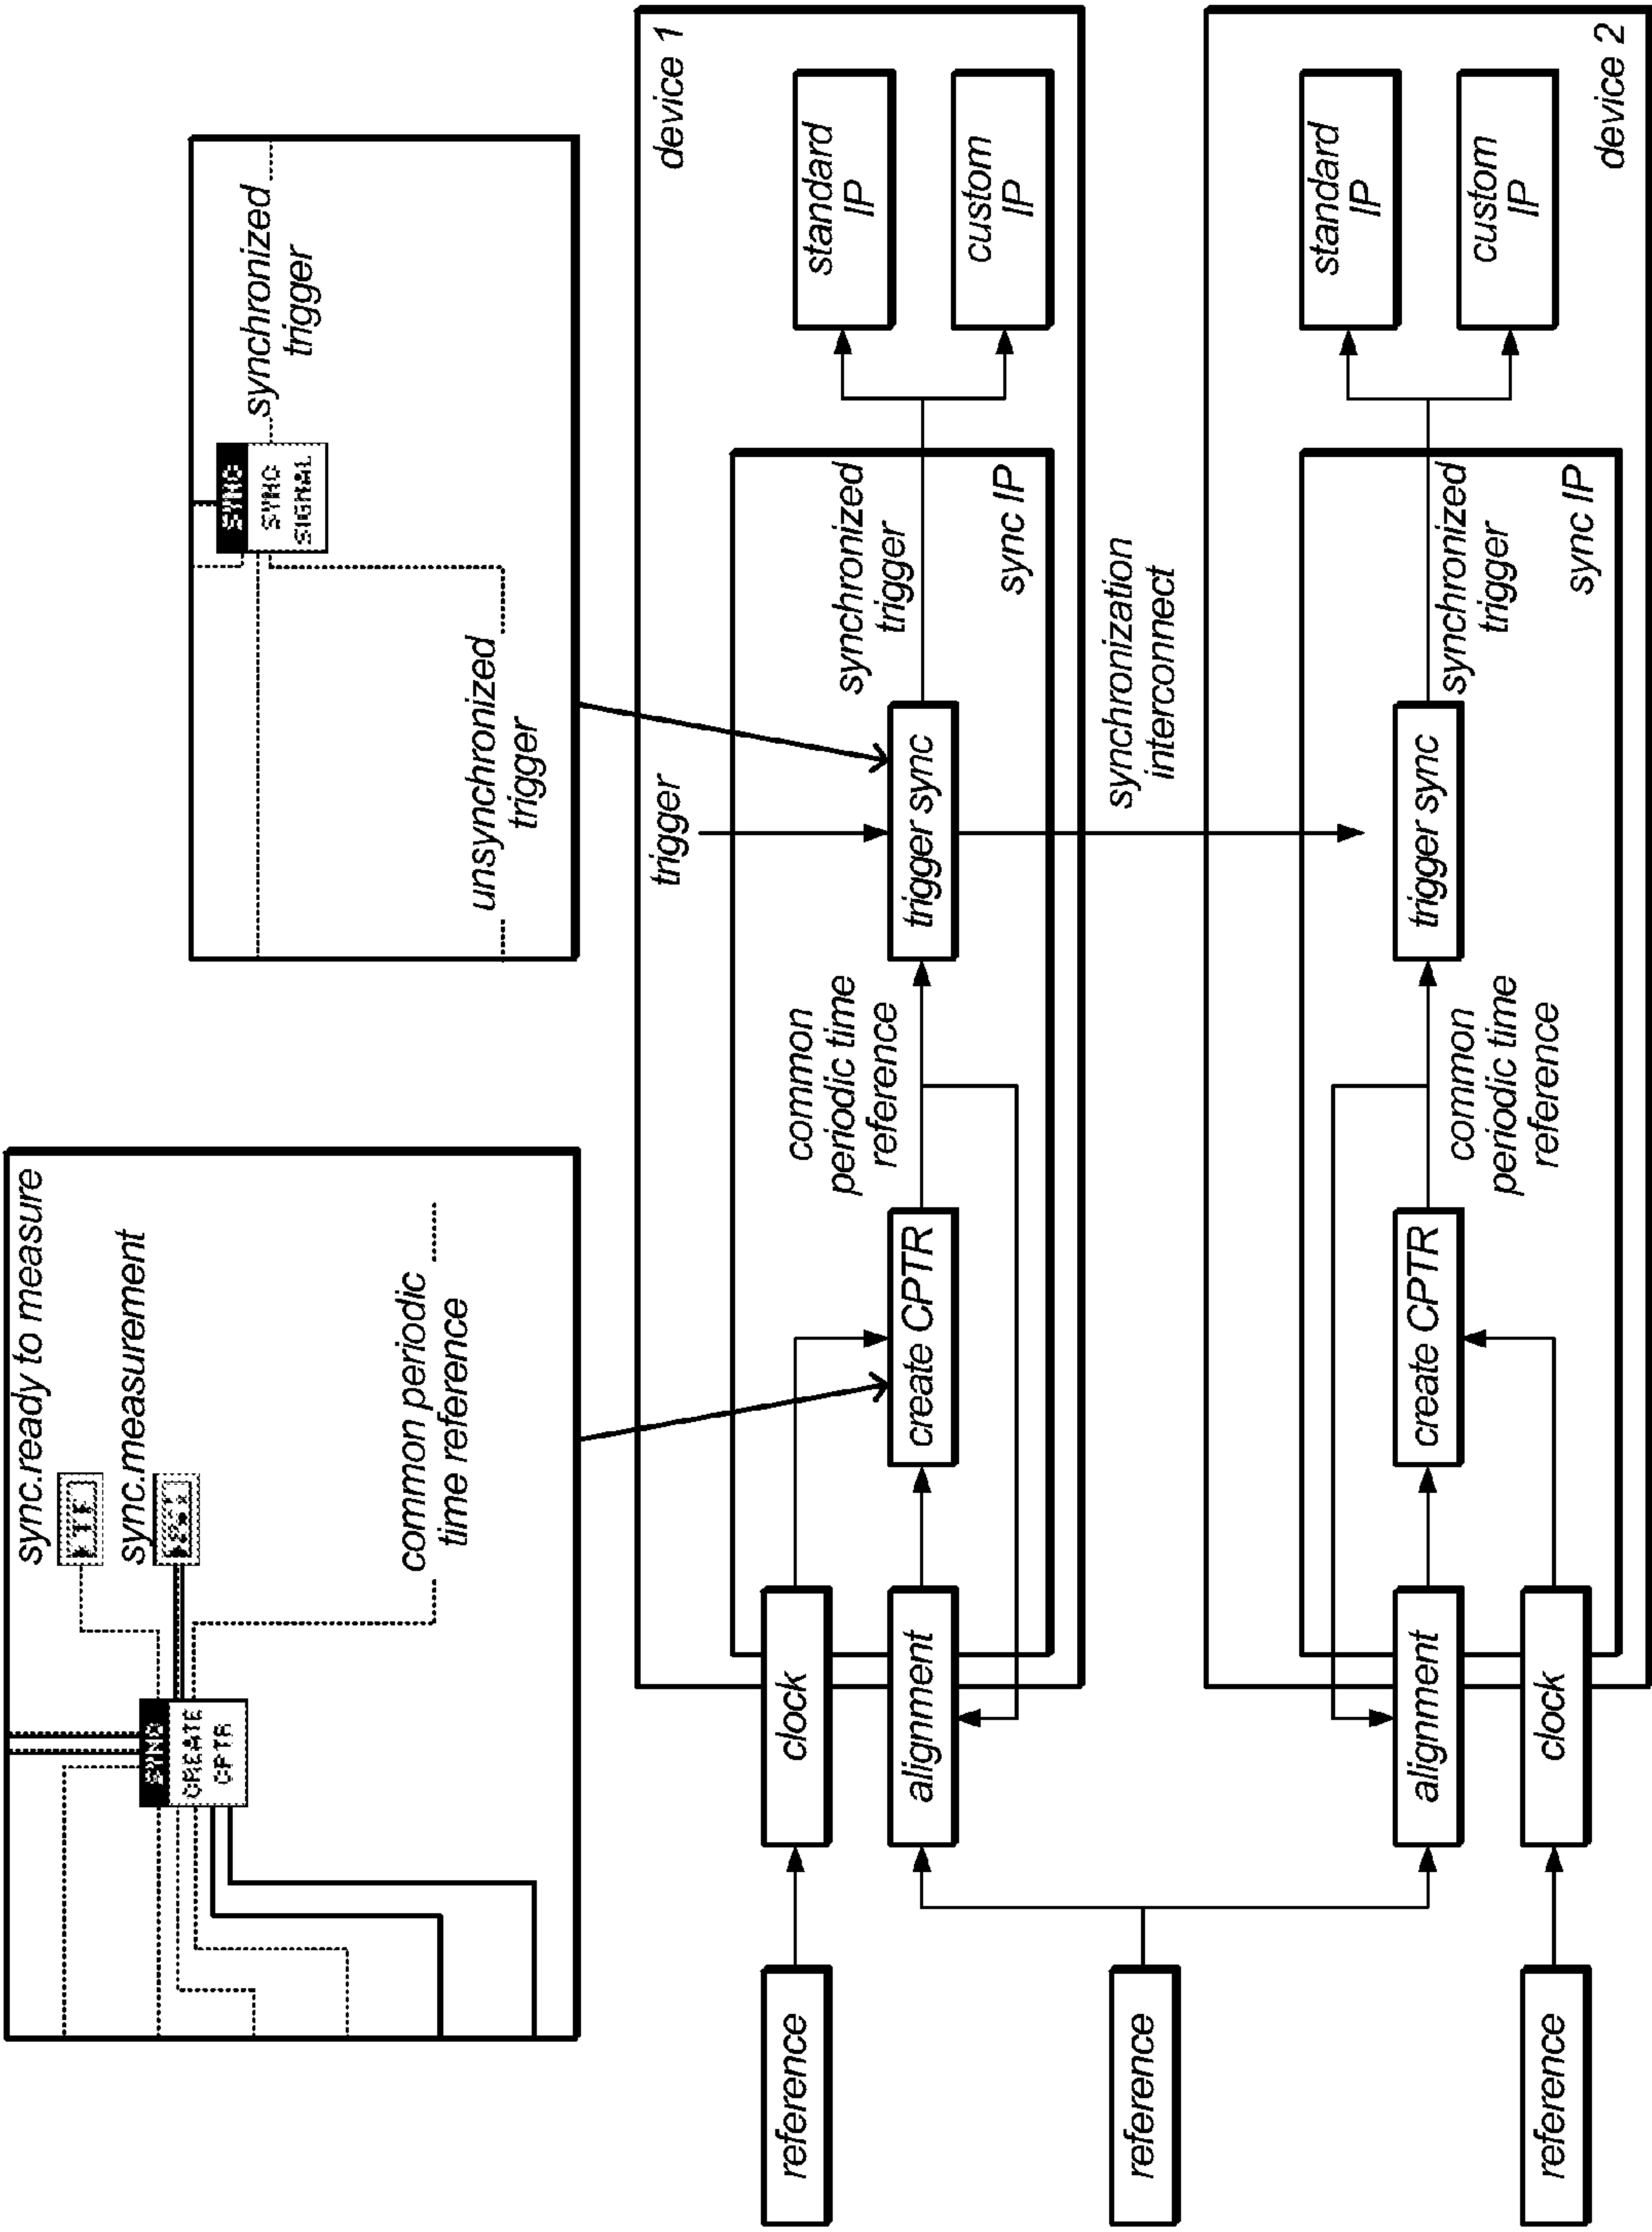 sync.ready to measure
sync.measurement
SYNC
CREATE
CPTR
common periodic
time reference
SYNC
SYNC
SIGNAL
synchronized
trigger
unsynchronized
trigger
device 1
trigger
reference
clock
alignment
create CPTR
common
periodic time
reference
trigger sync
synchronized
trigger
sync IP
standard
IP
custom
IP
reference
synchronization
interconnect
alignment
create CPTR
common
periodic time
reference
trigger sync
synchronized
trigger
sync IP
standard
IP
custom
IP
reference
clock
device 2